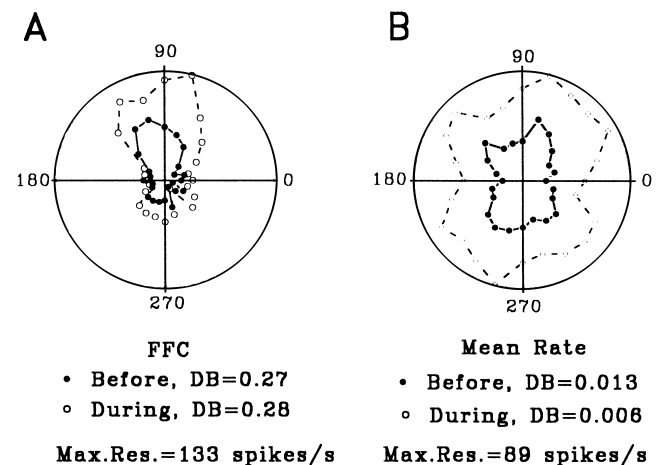 A
90
180
0
270
FFC
• Before, DB=0.27
○ During, DB=0.28
Max.Res.=133 spikes/s
B
90
180
0
270
Mean Rate
• Before, DB=0.013
○ During, DB=0.006
Max.Res.=89 spikes/s